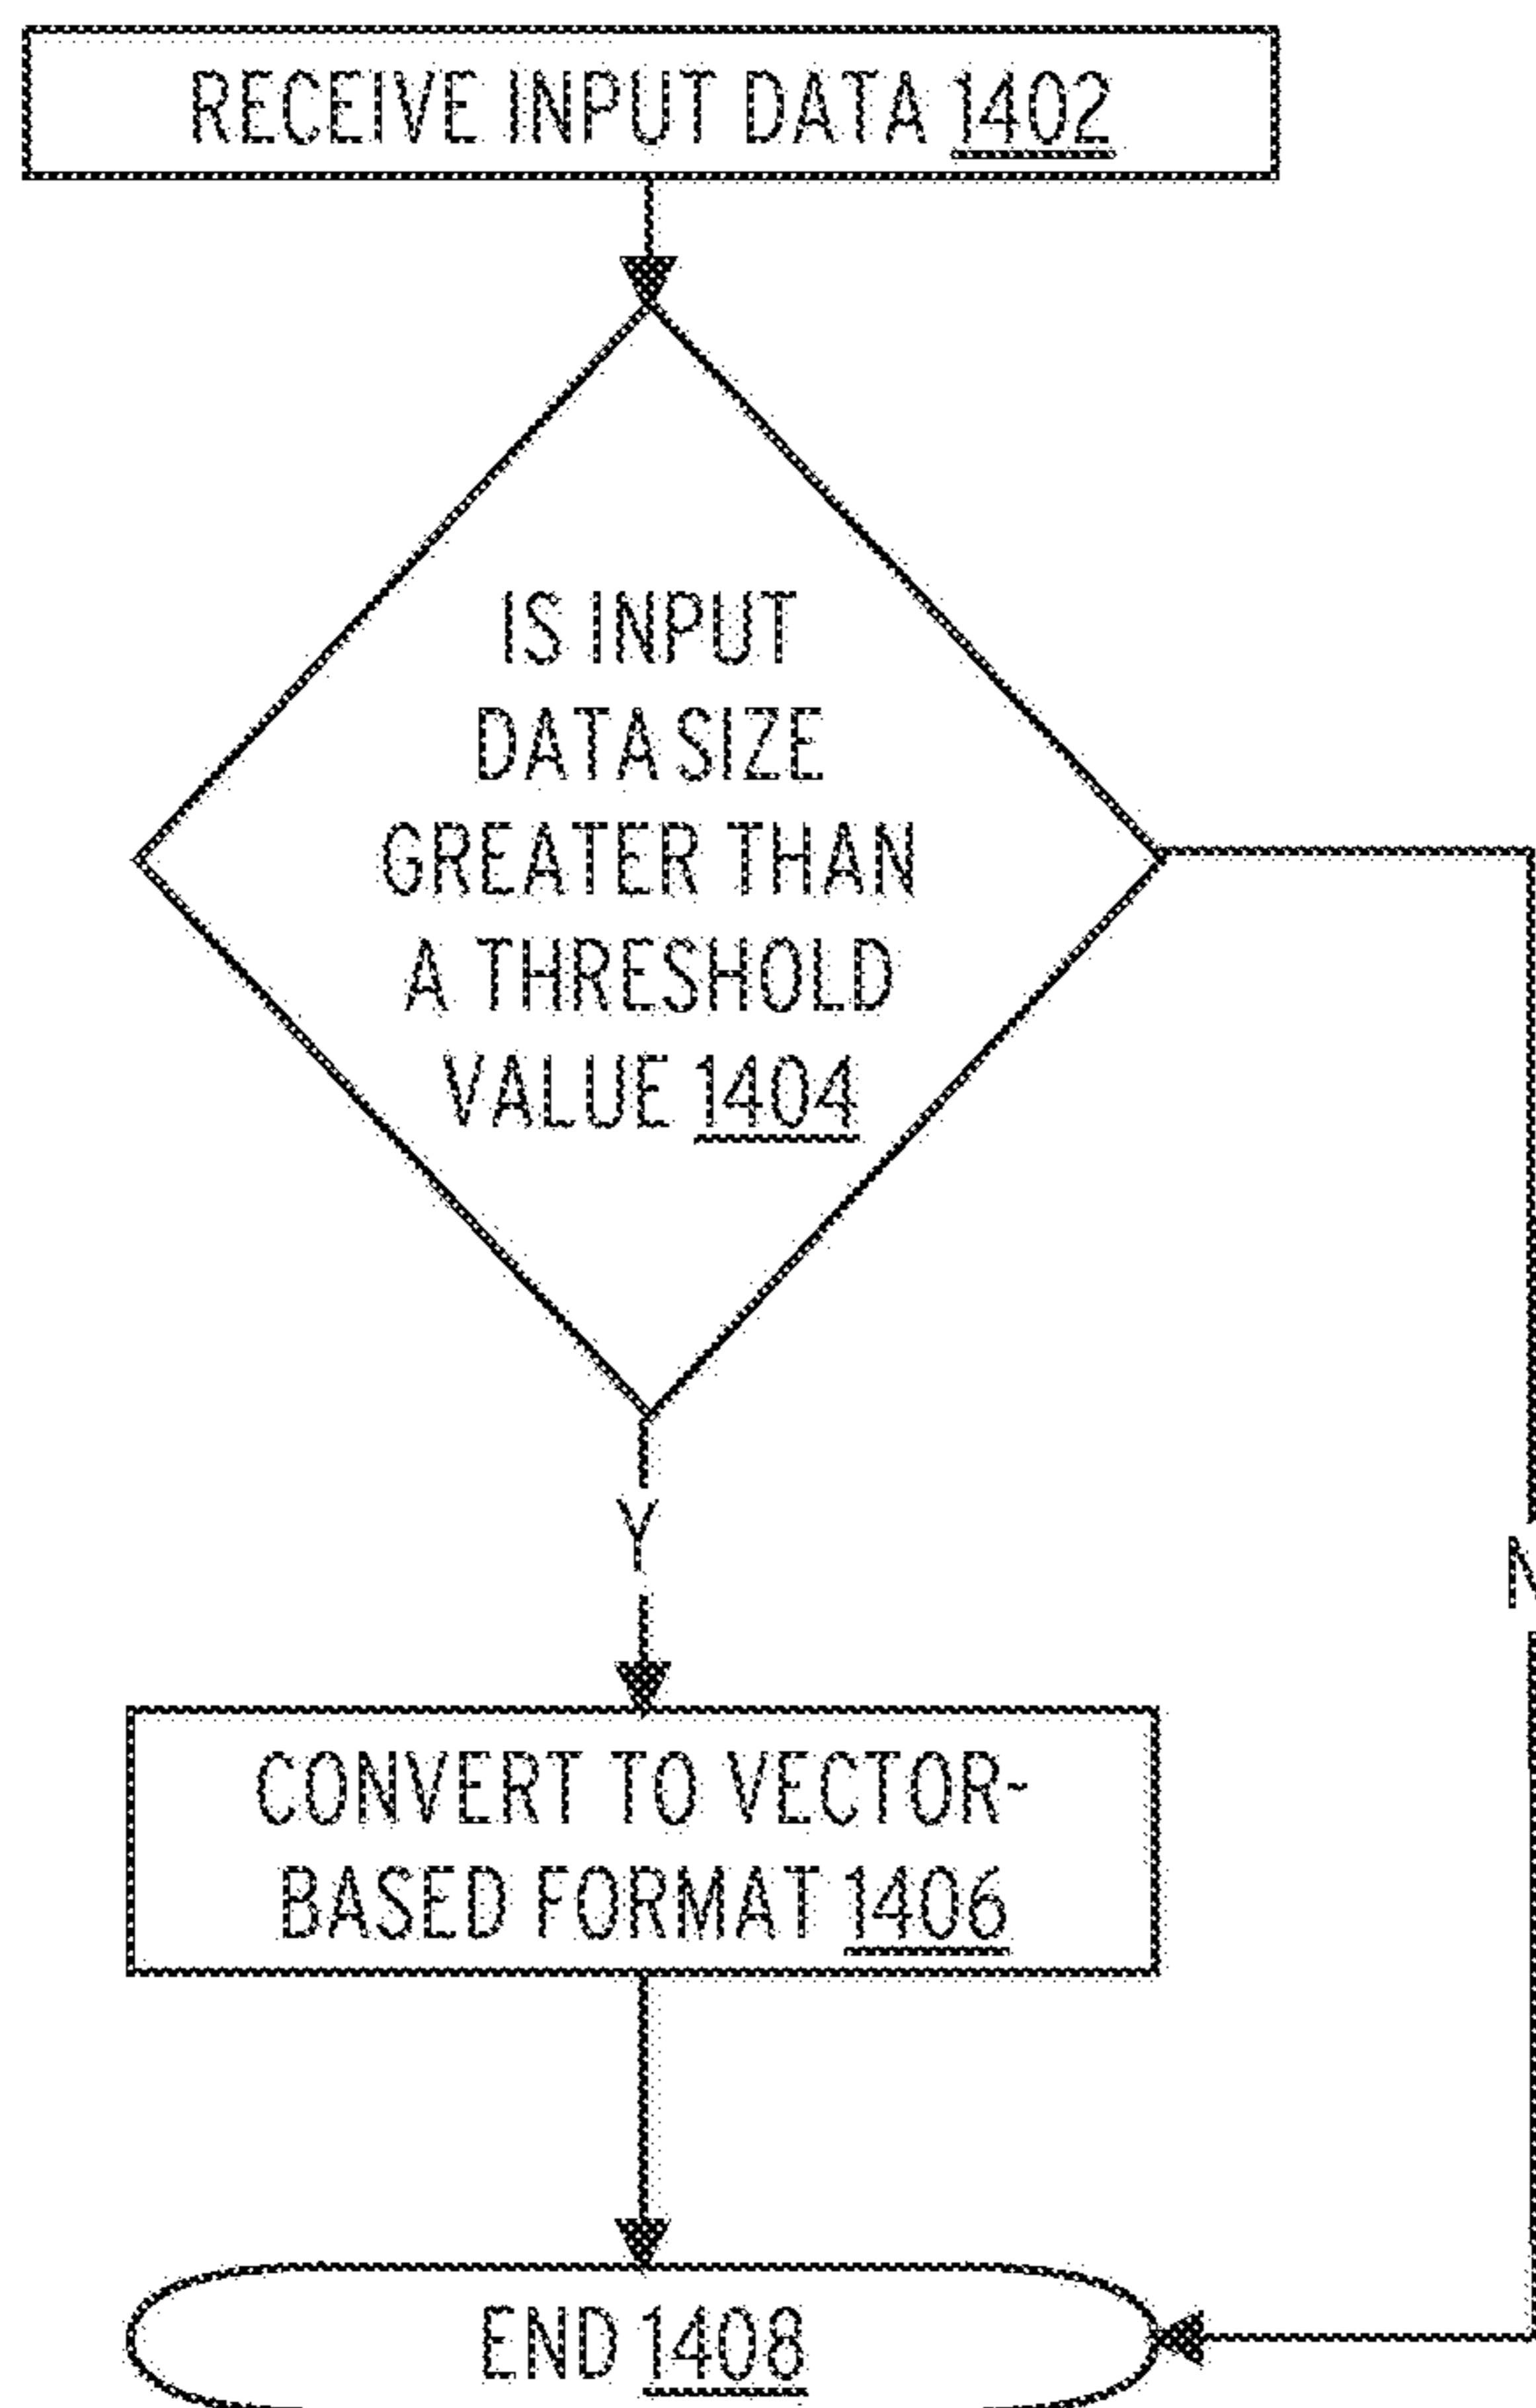 RECEIVE INPUT DATA 1402
IS INPUT
DATA SIZE
GREATER THAN
A THRESHOLD
VALUE 1404
Y
N
CONVERT TO VECTOR-
BASED FORMAT 1406
END 1408